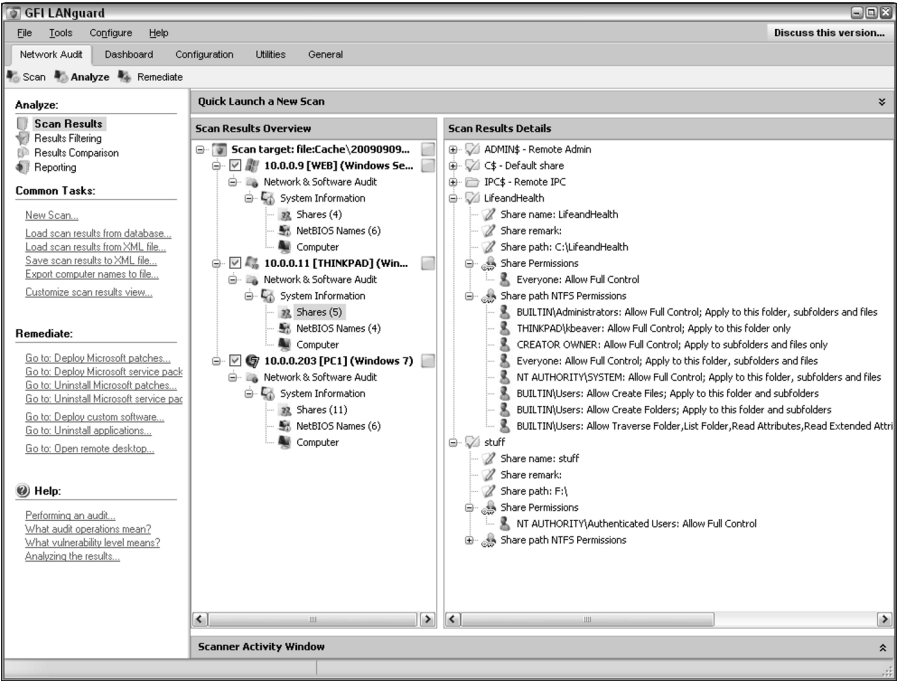 GFI LANguard
File Tools Configure Help
Discuss this version...
Network Audit Dashboard Configuration Utilities General
Scan Analyze Remediate
Analyze:
Scan Results
Results Filtering
Results Comparison
Reporting
Common Tasks:
New Scan...
Load scan results from database...
Load scan results from XML file...
Save scan results to XML file...
Export computer names to file...
Customize scan results view...
Remediate:
Go to: Deploy Microsoft patches...
Go to: Deploy Microsoft service pack
Go to: Uninstall Microsoft patches...
Go to: Uninstall Microsoft service pac
Go to: Deploy custom software...
Go to: Uninstall applications...
Go to: Open remote desktop...
Help:
Performing an audit...
What audit operations mean?
What vulnerability level means?
Analyzing the results...
Quick Launch a New Scan
Scan Results Overview
Scan target: file:Cache\20090909...
10.0.0.9 [WEB] (Windows Se...
Network & Software Audit
System Information
Shares (4)
NetBIOS Names (6)
Computer
10.0.0.11 [THINKPAD] (Win...
Network & Software Audit
System Information
Shares (5)
NetBIOS Names (4)
Computer
10.0.0.203 [PC1] (Windows 7)
Network & Software Audit
System Information
Shares (11)
NetBIOS Names (6)
Computer
Scan Results Details
ADMIN$ - Remote Admin
C$ - Default share
IPC$ - Remote IPC
LifeandHealth
Share name: LifeandHealth
Share remark:
Share path: C:\LifeandHealth
Share Permissions
Everyone: Allow Full Control
Share path NTFS Permissions
BUILTIN\Administrators: Allow Full Control; Apply to this folder, subfolders and files
THINKPAD\kbeaver: Allow Full Control; Apply to this folder only
CREATOR OWNER: Allow Full Control; Apply to subfolders and files only
Everyone: Allow Full Control; Apply to this folder, subfolders and files
NT AUTHORITY\SYSTEM: Allow Full Control; Apply to this folder, subfolders and files
BUILTIN\Users: Allow Create Files; Apply to this folder and subfolders
BUILTIN\Users: Allow Create Folders; Apply to this folder and subfolders
BUILTIN\Users: Allow Traverse Folder,List Folder,Read Attributes,Read Extended Attri
stuff
Share name: stuff
Share remark:
Share path: F:\
Share Permissions
NT AUTHORITY\Authenticated Users: Allow Full Control
Share path NTFS Permissions
Scanner Activity Window